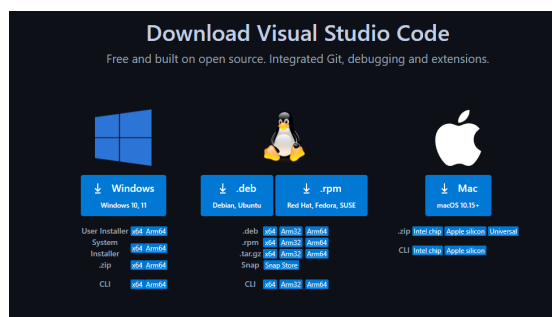 Download Visual Studio Code
Free and built on open source. Integrated Git, debugging and extensions.
Windows
Windows 10, 11
User Installer x64 Arm64
System Installer x64 Arm64
.zip x64 Arm64
CLI x64 Arm64
.deb
Debian, Ubuntu
.rpm
Red Hat, Fedora, SUSE
.deb x64 Arm32 Arm64
.rpm x64 Arm32 Arm64
.tar.gz x64 Arm32 Arm64
Snap Snap Store
CLI x64 Arm32 Arm64
Mac
macOS 10.15+
.zip Intel chip Apple silicon Universal
CLI Intel chip Apple silicon